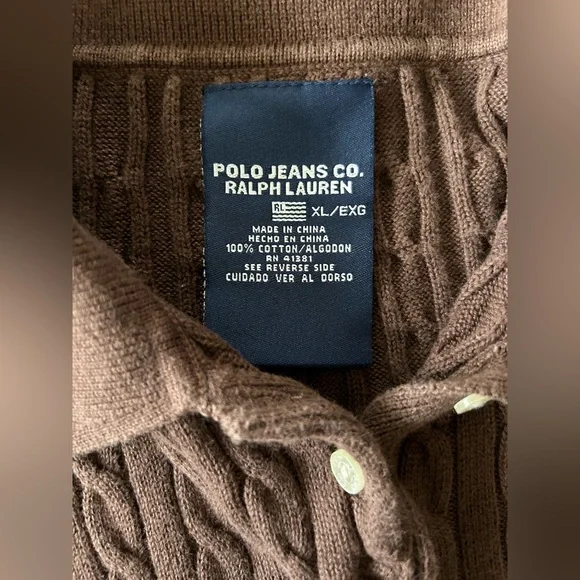 POLO JEANS CO.
RALPH LAUREN
RL XL/EXG
MADE IN CHINA
HECHO EN CHINA
100% COTTON/ALGODON
RN 41381
SEE REVERSE SIDE
CUIDADO VER AL DORSO